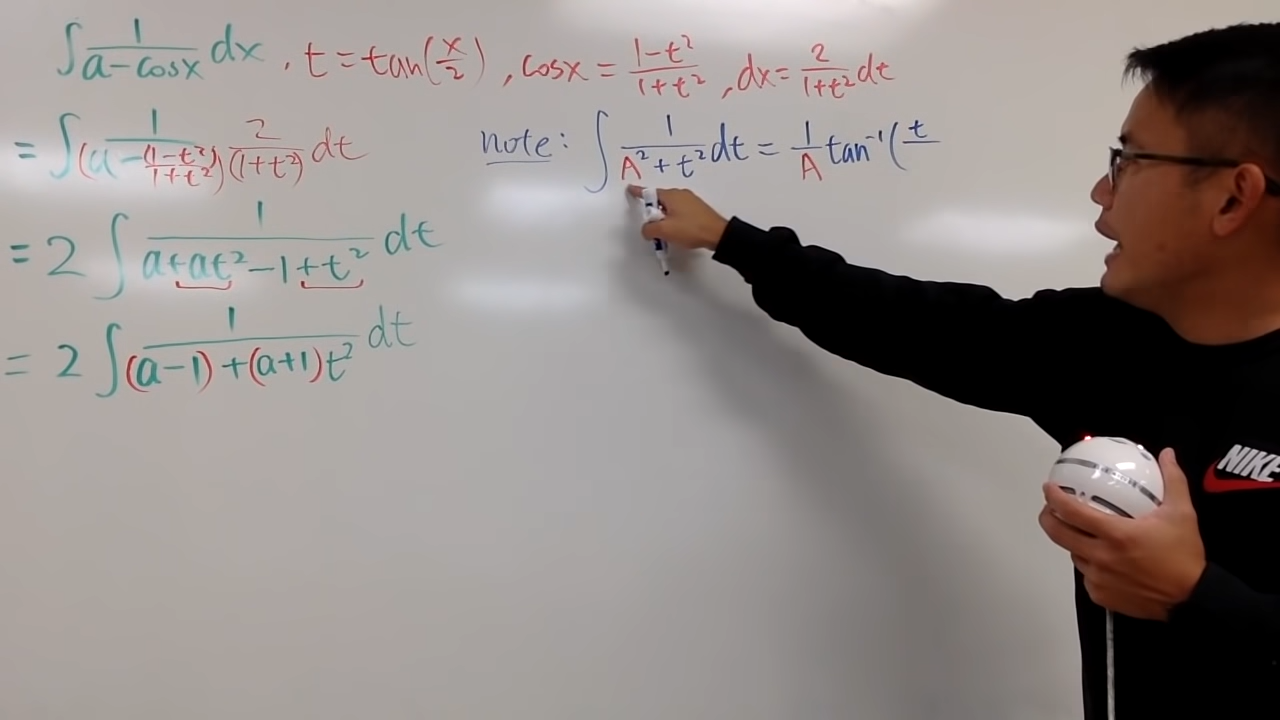 ∫ 1/(a - cosx) dx , t = tan(x/2) , cosx = (1-t²)/(1+t²) , dx = 2/(1+t²) dt
= ∫ 1/(a - (1-t²)/(1+t²)) 2/(1+t²) dt
note: ∫ 1/(A² + t²) dt = 1/A tan⁻¹(t/
= 2 ∫ 1/(a+at²-1+t²) dt
= 2 ∫ 1/((a-1)+(a+1)t²) dt
NIKE